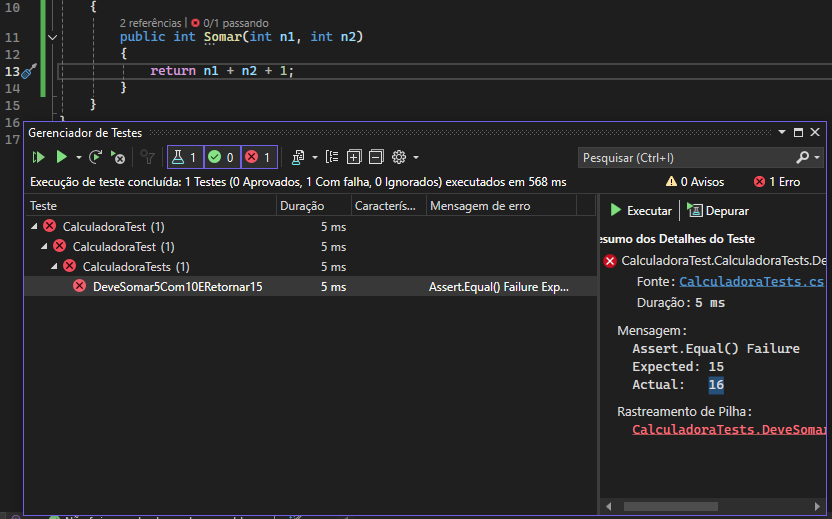 10 {
2 referências | 0/1 passando
11 public int Somar(int n1, int n2)
12 {
13 return n1 + n2 + 1;
14 }
15 }
16
17
Gerenciador de Testes
1 0 1
Pesquisar (Ctrl+I)
Execução de teste concluída: 1 Testes (0 Aprovados, 1 Com falha, 0 Ignorados) executados em 568 ms
0 Avisos 1 Erro
Teste Duração Caracterís... Mensagem de erro
CalculadoraTest (1) 5 ms
CalculadoraTest (1) 5 ms
CalculadoraTests (1) 5 ms
DeveSomar5Com10ERetornar15 5 ms Assert.Equal() Failure Exp...
Executar Depurar
esumo dos Detalhes do Teste
CalculadoraTest.CalculadoraTests.De
Fonte: CalculadoraTests.cs
Duração: 5 ms
Mensagem:
Assert.Equal() Failure
Expected: 15
Actual: 16
Rastreamento de Pilha:
CalculadoraTests.DeveSomar